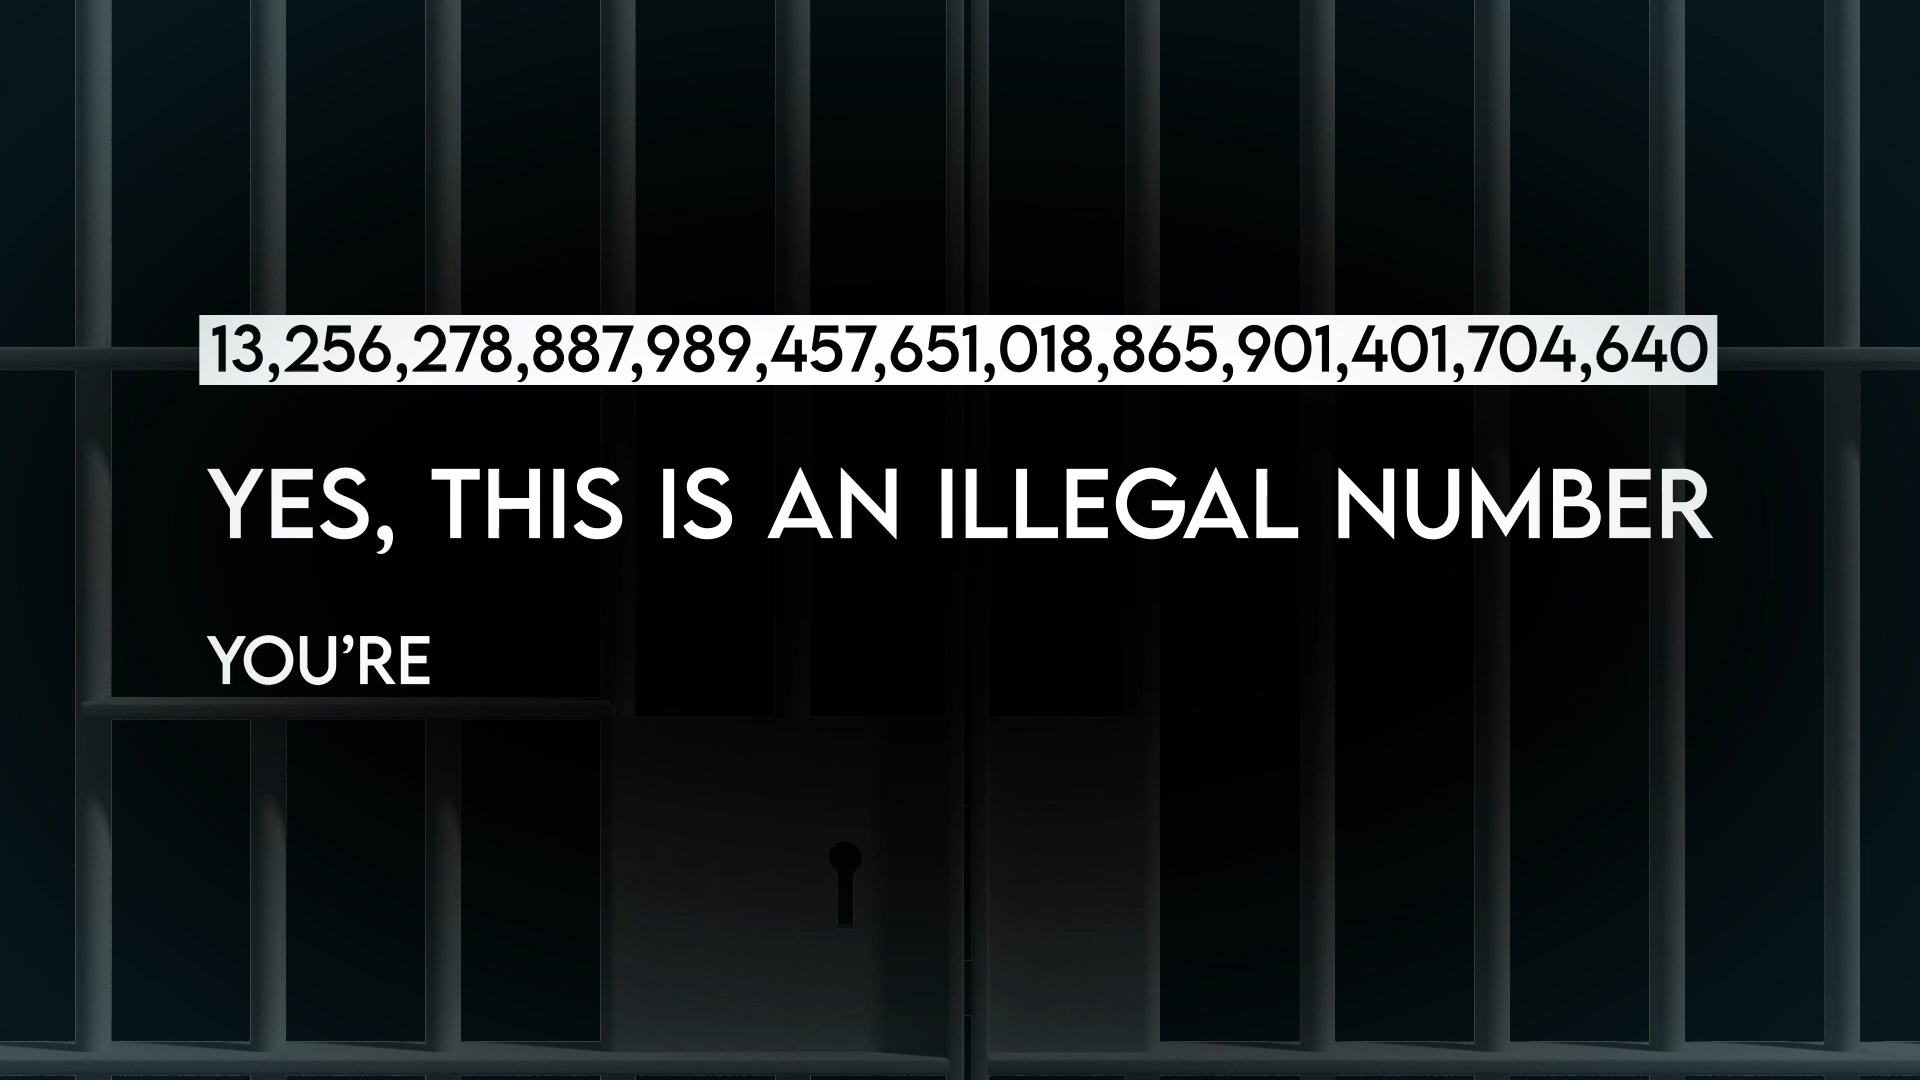 13,256,278,887,989,457,651,018,865,901,401,704,640
YES, THIS IS AN ILLEGAL NUMBER
YOU’RE